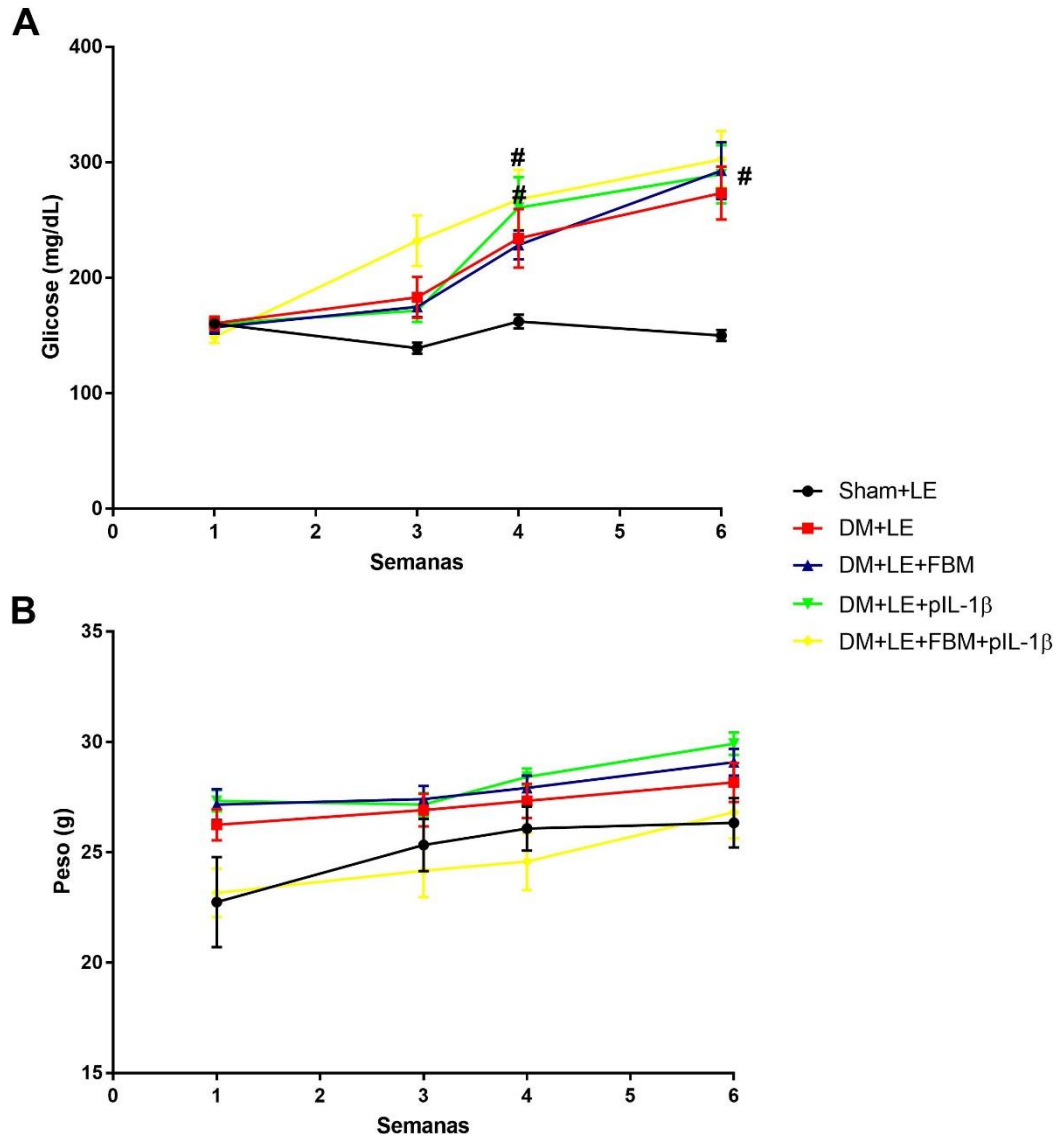 A
400
300
200
100
0
Glicose (mg/dL)
#
#
#
0 1 2 3 4 5 6
Semanas
Sham+LE
DM+LE
DM+LE+FBM
DM+LE+pIL-1β
DM+LE+FBM+pIL-1β
B
35
30
25
20
15
Peso (g)
0 1 2 3 4 5 6
Semanas